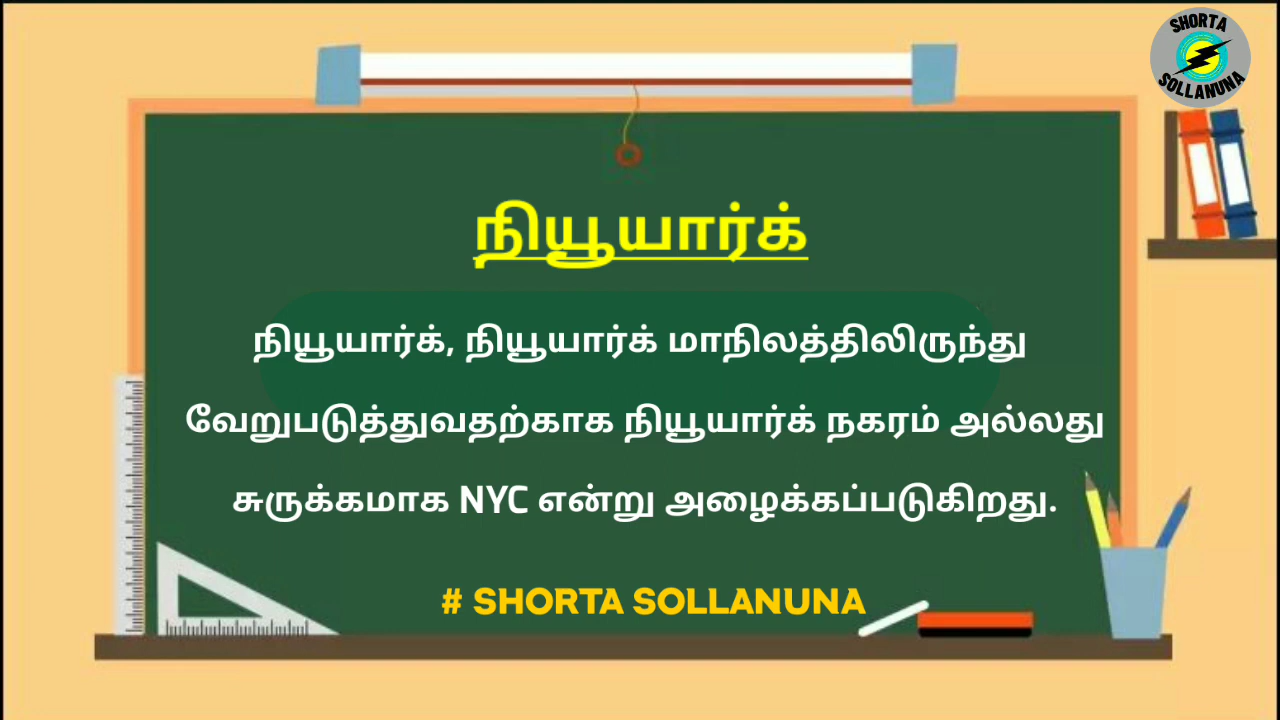 SHORTA
SOLLANUNA
நியூயார்க்
நியூயார்க், நியூயார்க் மாநிலத்திலிருந்து
வேறுபடுத்துவதற்காக நியூயார்க் நகரம் அல்லது
சுருக்கமாக NYC என்று அழைக்கப்படுகிறது.
# SHORTA SOLLANUNA